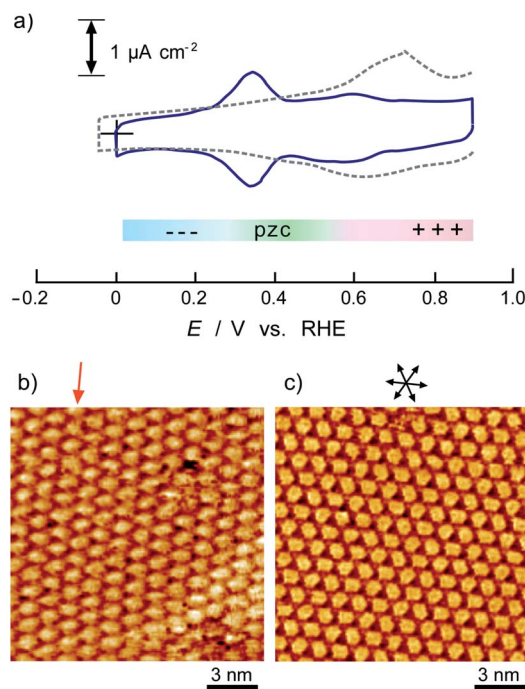 a)
1 μA cm⁻²
--- pzc +++
−0.2 0 0.2 0.4 0.6 0.8 1.0
E / V vs. RHE
b) c)
3 nm 3 nm